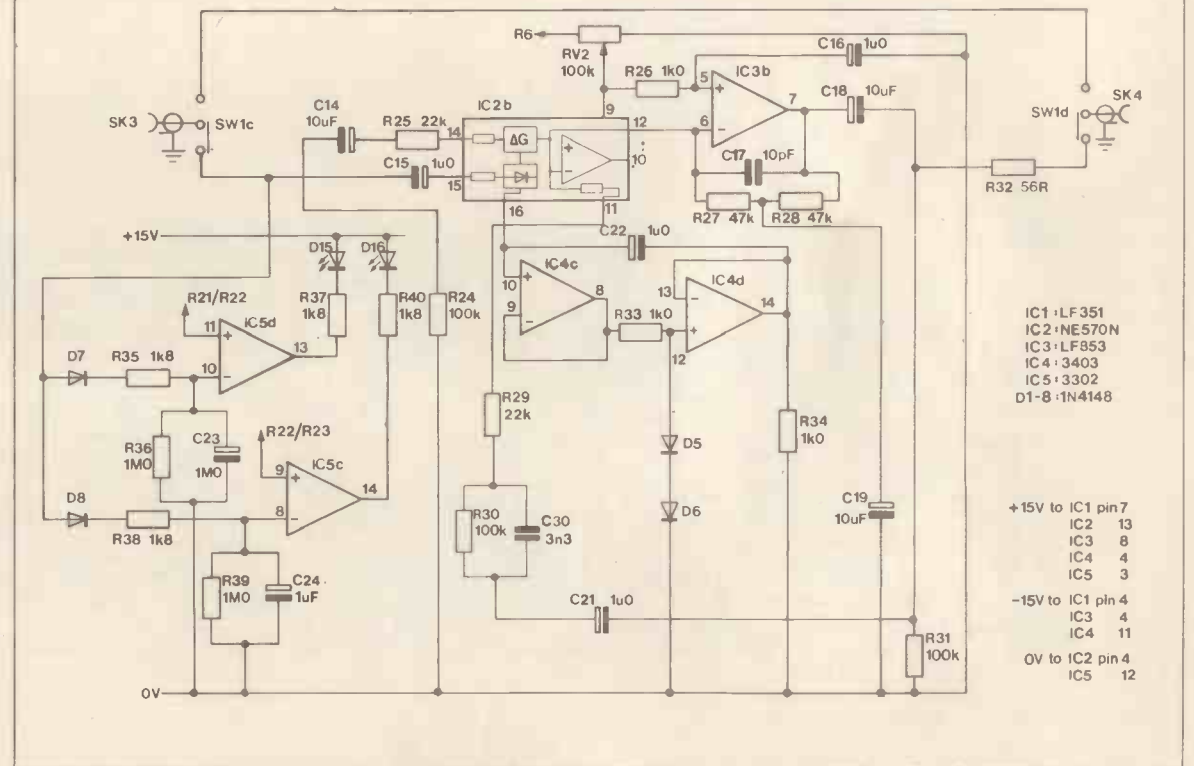 R6
RV2
100k
C16
1u0
R26 1k0
5
IC3b
7
C18
10uF
SK4
SW1d
SK3
SW1c
C14
10uF
R25 22k
14
IC2b
9
ΔG
12
10
C15
1u0
15
16
11
6
C17
10pF
R27 47k
R28 47k
R32 56R
+15V
D15
D16
C22
1u0
IC4c
10
8
9
R33 1k0
IC4d
13
14
12
R21/R22
R37
1k8
R40
1k8
R24
100k
IC5d
11
13
10
D7
R35 1k8
R36
1M0
C23
1M0
R22/R23
9
IC5c
14
8
D8
R38 1k8
R39
1M0
C24
1uF
R29
22k
D5
R34
1k0
D6
C19
10uF
R30
100k
C30
3n3
C21
1u0
R31
100k
0V
IC1:LF351
IC2:NE570N
IC3:LF853
IC4:3403
IC5:3302
D1-8:1N4148
+15V to IC1 pin 7
IC2 13
IC3 8
IC4 4
IC5 3
-15V to IC1 pin 4
IC3 4
IC4 11
0V to IC2 pin 4
IC5 12